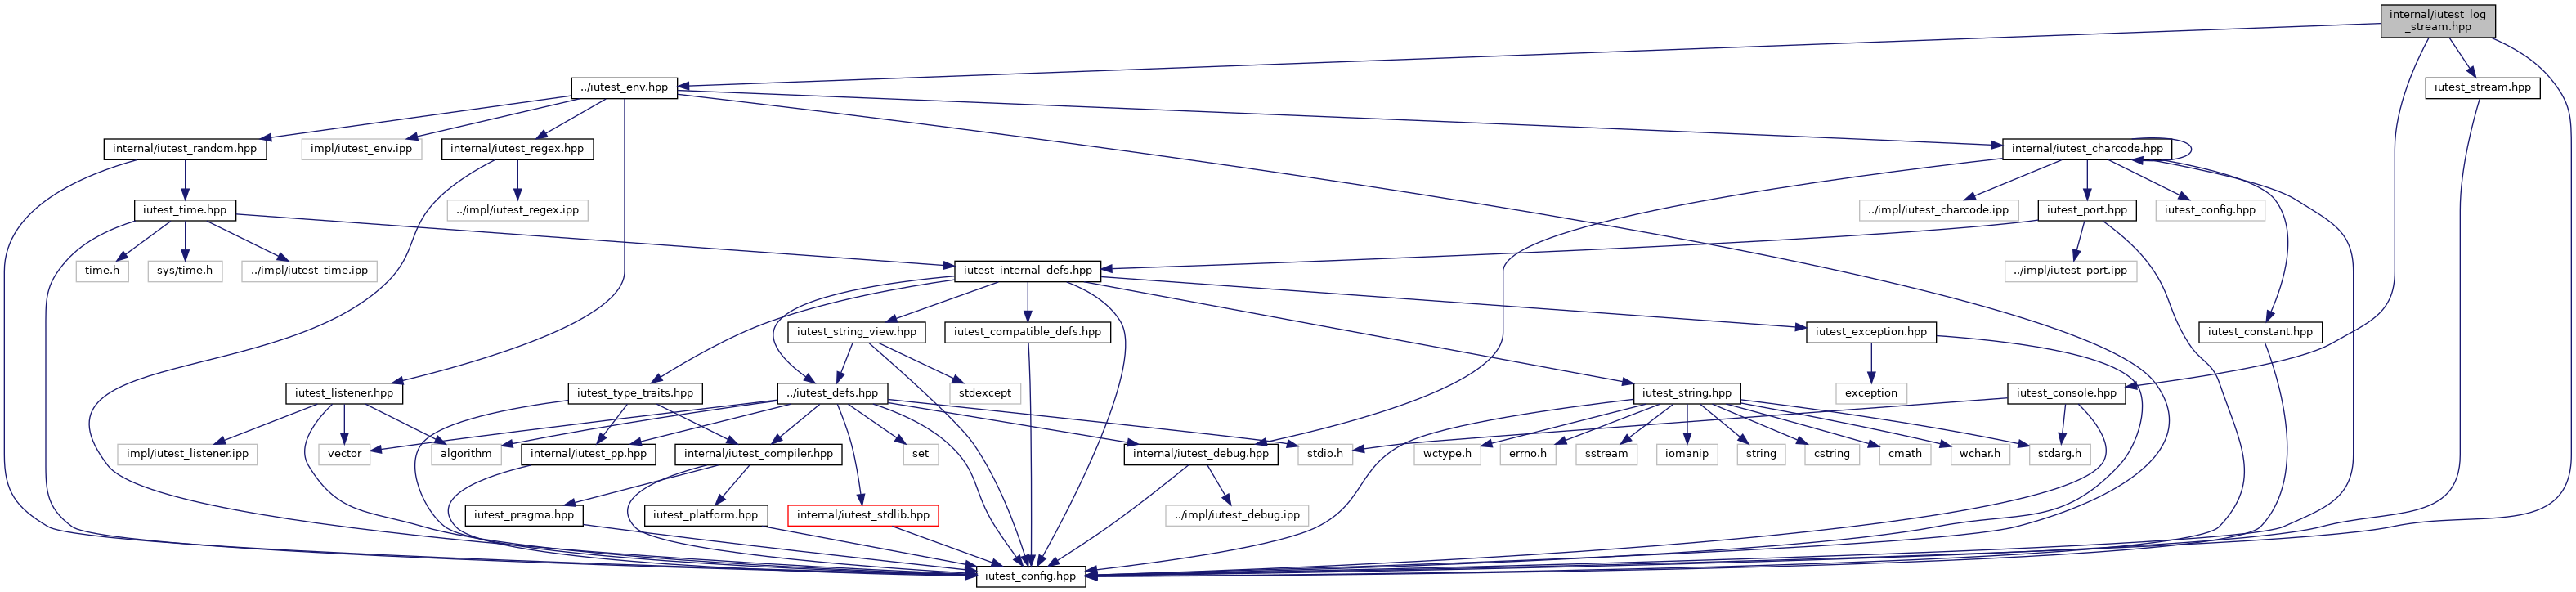 internal/iutest_log
_stream.hpp
../iutest_env.hpp
iutest_stream.hpp
internal/iutest_random.hpp
impl/iutest_env.ipp
internal/iutest_regex.hpp
internal/iutest_charcode.hpp
iutest_time.hpp
../impl/iutest_regex.ipp
../impl/iutest_charcode.ipp
iutest_port.hpp
iutest_config.hpp
time.h
sys/time.h
../impl/iutest_time.ipp
iutest_internal_defs.hpp
../impl/iutest_port.ipp
iutest_string_view.hpp
iutest_compatible_defs.hpp
iutest_exception.hpp
iutest_constant.hpp
iutest_listener.hpp
iutest_type_traits.hpp
../iutest_defs.hpp
stdexcept
iutest_string.hpp
exception
iutest_console.hpp
impl/iutest_listener.ipp
vector
algorithm
internal/iutest_pp.hpp
internal/iutest_compiler.hpp
set
internal/iutest_debug.hpp
stdio.h
wctype.h
errno.h
sstream
iomanip
string
cstring
cmath
wchar.h
stdarg.h
iutest_pragma.hpp
iutest_platform.hpp
internal/iutest_stdlib.hpp
../impl/iutest_debug.ipp
iutest_config.hpp